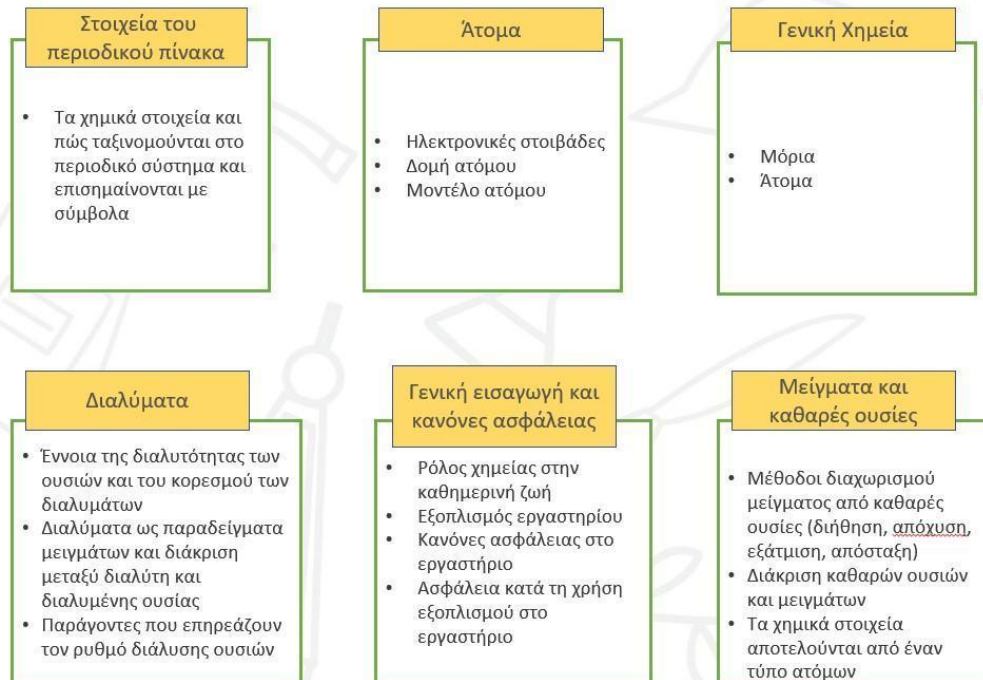 Στοιχεία του
περιοδικού πίνακα
• Τα χημικά στοιχεία και
πώς ταξινομούνται στο
περιοδικό σύστημα και
επισημαίνονται με
σύμβολα
Άτομα
• Ηλεκτρονικές στοιβάδες
• Δομή ατόμου
• Μοντέλο ατόμου
Γενική Χημεία
• Μόρια
• Άτομα
Διαλύματα
• Έννοια της διαλυτότητας των
ουσιών και του κορεσμού των
διαλυμάτων
• Διαλύματα ως παραδείγματα
μειγμάτων και διάκριση
μεταξύ διαλύτη και
διαλυμένης ουσίας
• Παράγοντες που επηρεάζουν
τον ρυθμό διάλυσης ουσιών
Γενική εισαγωγή και
κανόνες ασφάλειας
• Ρόλος χημείας στην
καθημερινή ζωή
• Εξοπλισμός εργαστηρίου
• Κανόνες ασφάλειας στο
εργαστήριο
• Ασφάλεια κατά τη χρήση
εξοπλισμού στο
εργαστήριο
Μείγματα και
καθαρές ουσίες
• Μέθοδοι διαχωρισμού
μείγματος από καθαρές
ουσίες (διήθηση, απόχυση,
εξάτμιση, απόσταξη)
• Διάκριση καθαρών ουσιών
και μειγμάτων
• Τα χημικά στοιχεία
αποτελούνται από έναν
τύπο ατόμων